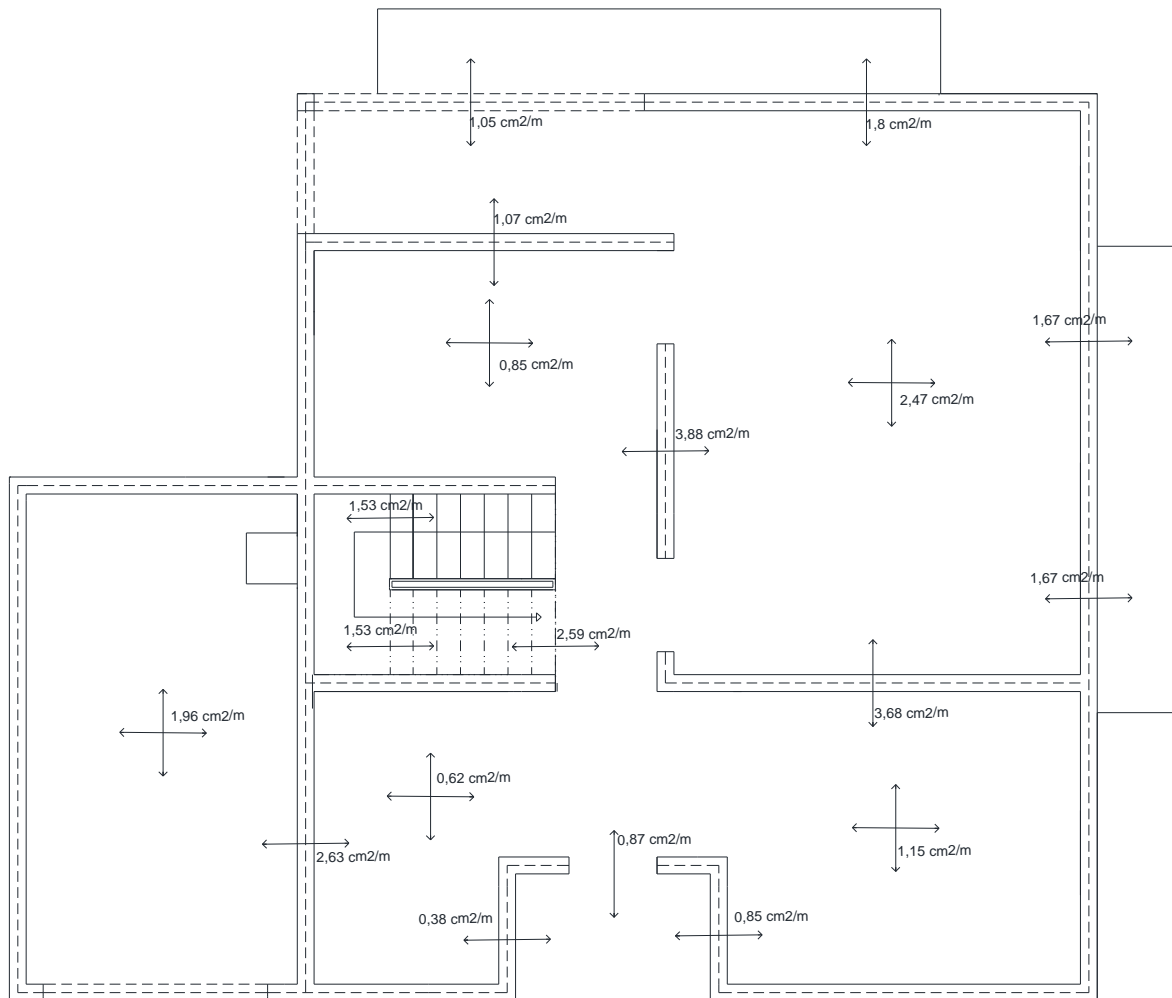 1,05 cm2/m
1,8 cm2/m
1,07 cm2/m
1,67 cm2/m
0,85 cm2/m
2,47 cm2/m
3,88 cm2/m
1,53 cm2/m
1,67 cm2/m
1,53 cm2/m
2,59 cm2/m
1,96 cm2/m
3,68 cm2/m
0,62 cm2/m
0,87 cm2/m
2,63 cm2/m
1,15 cm2/m
0,38 cm2/m
0,85 cm2/m